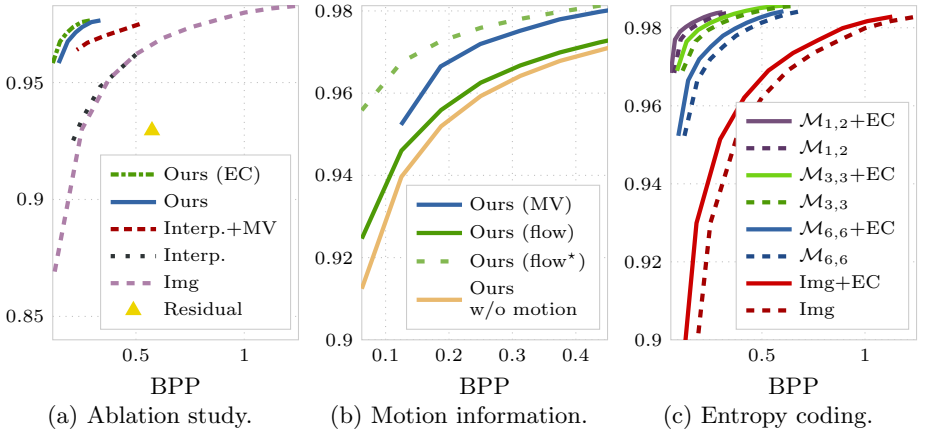 0.95
0.9
0.85
0.5
1
Ours (EC)
Ours
Interp.+MV
Interp.
Img
Residual
BPP
(a) Ablation study.
0.98
0.96
0.94
0.92
0.9
0.1
0.2
0.3
0.4
Ours (MV)
Ours (flow)
Ours (flow⋆)
Ours
w/o motion
BPP
(b) Motion information.
0.98
0.96
0.94
0.92
0.9
0.5
1
ℳ1,2+EC
ℳ1,2
ℳ3,3+EC
ℳ3,3
ℳ6,6+EC
ℳ6,6
Img+EC
Img
BPP
(c) Entropy coding.